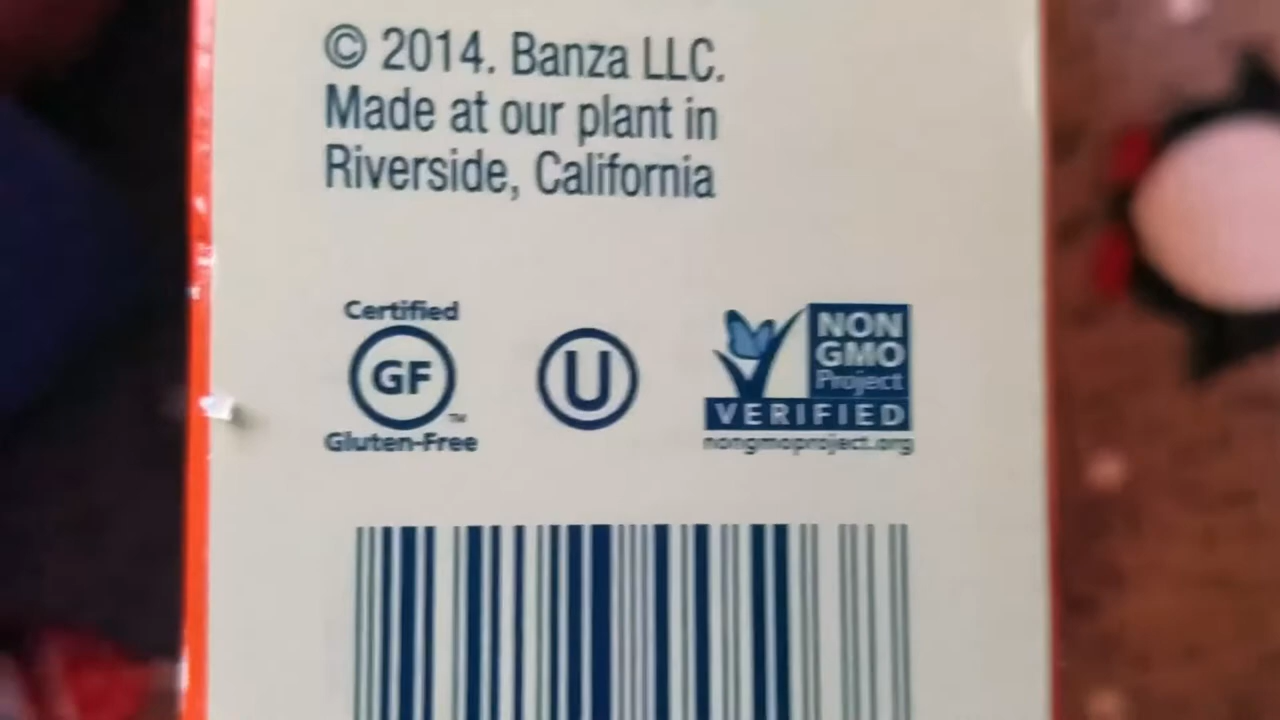 © 2014. Banza LLC.
Made at our plant in
Riverside, California
Certified
GF
TM
Gluten-Free
U
NON
GMO
Project
VERIFIED
nongmoproject.org